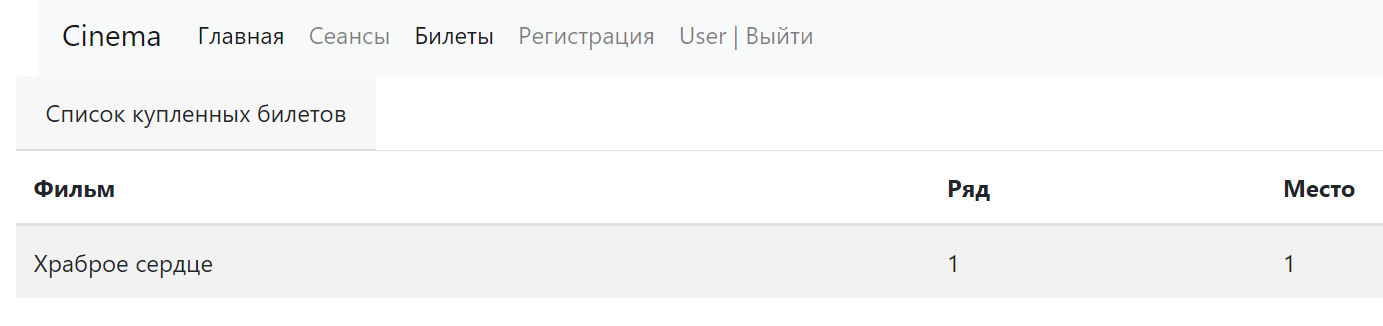 Cinema Главная Сеансы Билеты Регистрация User | Выйти
Список купленных билетов
Фильм Ряд Место
Храброе сердце 1 1